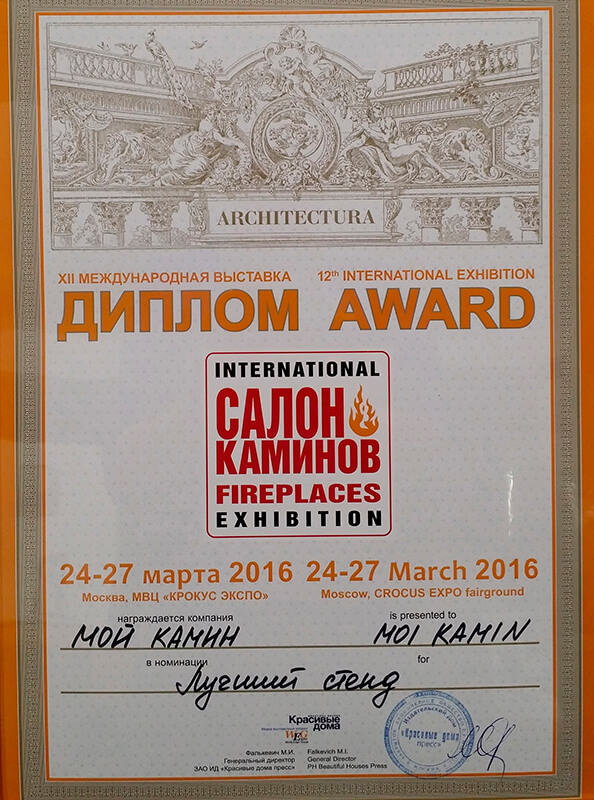 ARCHITECTURA
XII МЕЖДУНАРОДНАЯ ВЫСТАВКА
12th INTERNATIONAL EXHIBITION
ДИПЛОМ
AWARD
INTERNATIONAL
САЛОН
КАМИНОВ
FIREPLACES
EXHIBITION
24-27 марта 2016
24-27 March 2016
Москва, МВЦ «КРОКУС ЭКСПО»
Moscow, CROCUS EXPO fairground
награждается компания
is presented to
МОЙ КАМИН
MOI KAMIN
в номинации
for
Лучший стенд
Красивые
дома
WEG
Фалькевич М.И.
Генеральный директор
ЗАО ИД «Красивые дома пресс»
Falkevich M.I.
General Director
PH Beautiful Houses Press
Издательский дом
«Красивые дома
пресс»